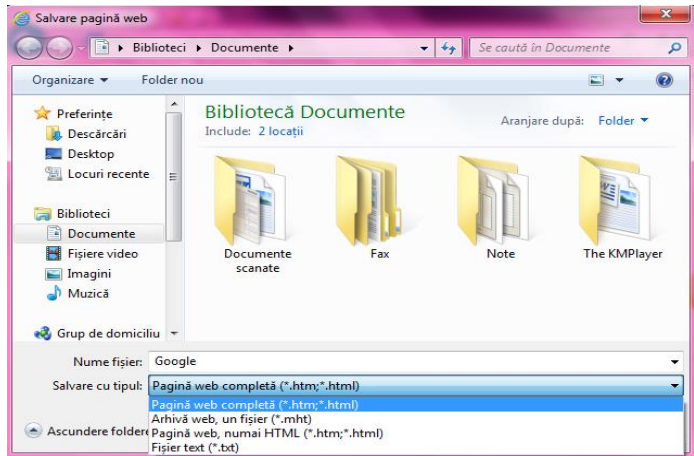 Salvare pagină web
Biblioteci Documente
Se caută în Documente
Organizare Folder nou
Preferințe
Descărcări
Desktop
Locuri recente
Biblioteci
Documente
Fișiere video
Imagini
Muzică
Grup de domiciliu
Bibliotecă Documente
Include: 2 locații
Aranjare după: Folder
Documente
scanate
Fax
Note
The KMPlayer
Nume fișier: Google
Salvare cu tipul: Pagină web completă (*.htm;*.html)
Pagină web completă (*.htm;*.html)
Arhivă web, un fișier (*.mht)
Pagină web, numai HTML (*.htm;*.html)
Fișier text (*.txt)
Ascundere foldere